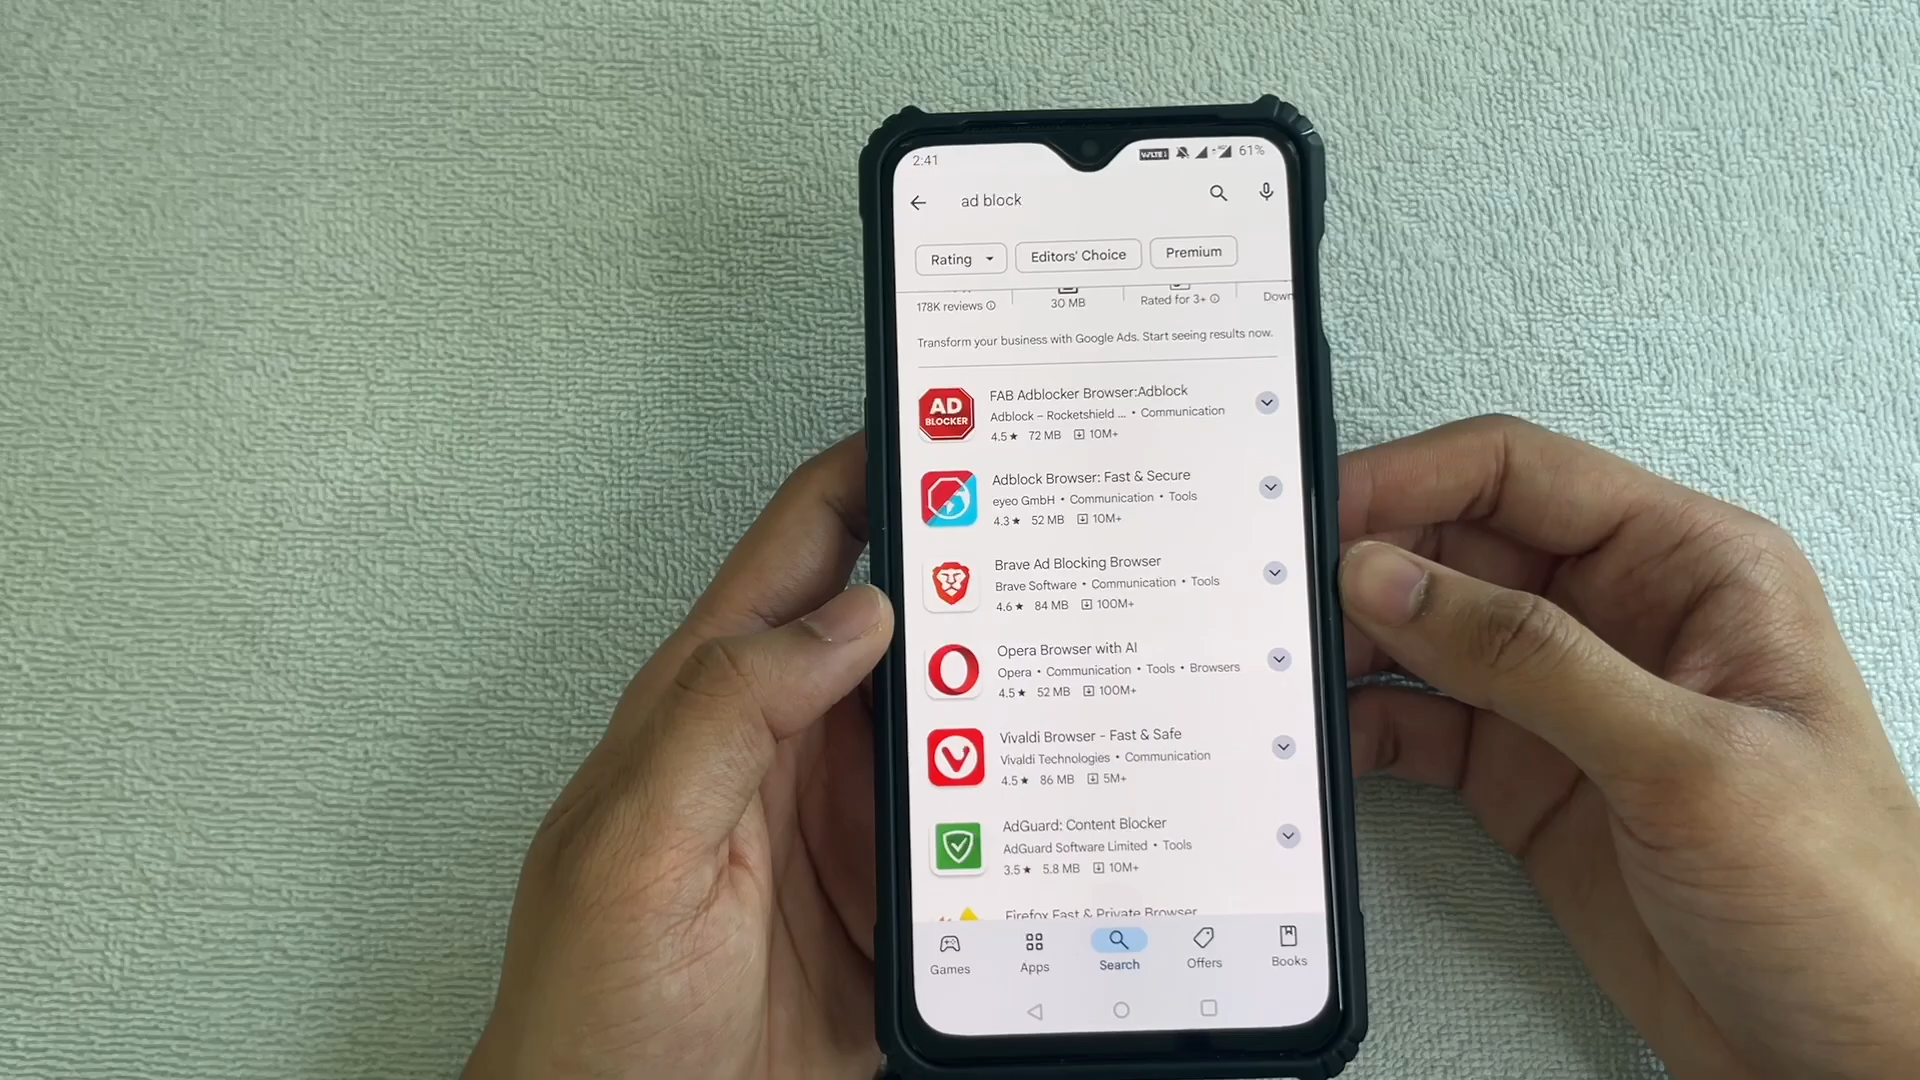 2:41
VoLTE 61%
ad block
Rating
Editors' Choice
Premium
178K reviews
30 MB
Rated for 3+
Down
Transform your business with Google Ads. Start seeing results now.
AD BLOCKER
FAB Adblocker Browser:Adblock
Adblock – Rocketshield ... • Communication
4.5★ 72 MB 10M+
Adblock Browser: Fast & Secure
eyeo GmbH • Communication • Tools
4.3★ 52 MB 10M+
Brave Ad Blocking Browser
Brave Software • Communication • Tools
4.6★ 84 MB 100M+
Opera Browser with AI
Opera • Communication • Tools • Browsers
4.5★ 52 MB 100M+
Vivaldi Browser - Fast & Safe
Vivaldi Technologies • Communication
4.5★ 86 MB 5M+
AdGuard: Content Blocker
AdGuard Software Limited • Tools
3.5★ 5.8 MB 10M+
Firefox Fast & Private Browser
Games
Apps
Search
Offers
Books